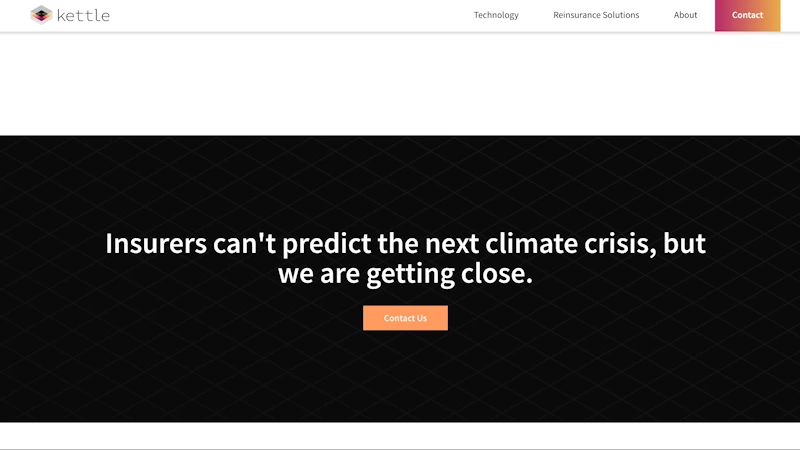 kettle
Technology
Reinsurance Solutions
About
Contact
Insurers can't predict the next climate crisis, but
we are getting close.
Contact Us